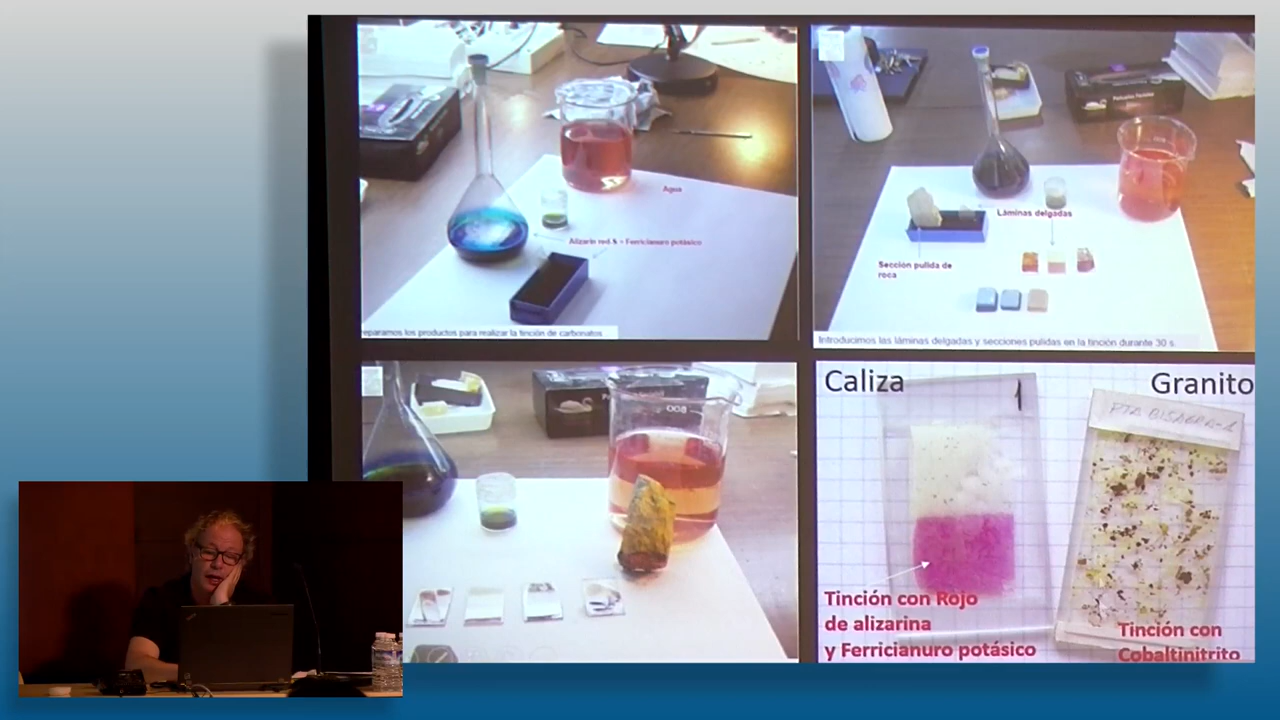 Agua
Alizarin red-S + Ferricianuro potásico
reparamos los productos para realizar la tinción de carbonatos
Láminas delgadas
Sección pulida de
roca
Introducimos las láminas delgadas y secciones pulidas en la tinción durante 30 s.
Caliza
Granito
1
Tinción con Rojo
de alizarina
y Ferricianuro potásico
Tinción con
Cobaltinitrito